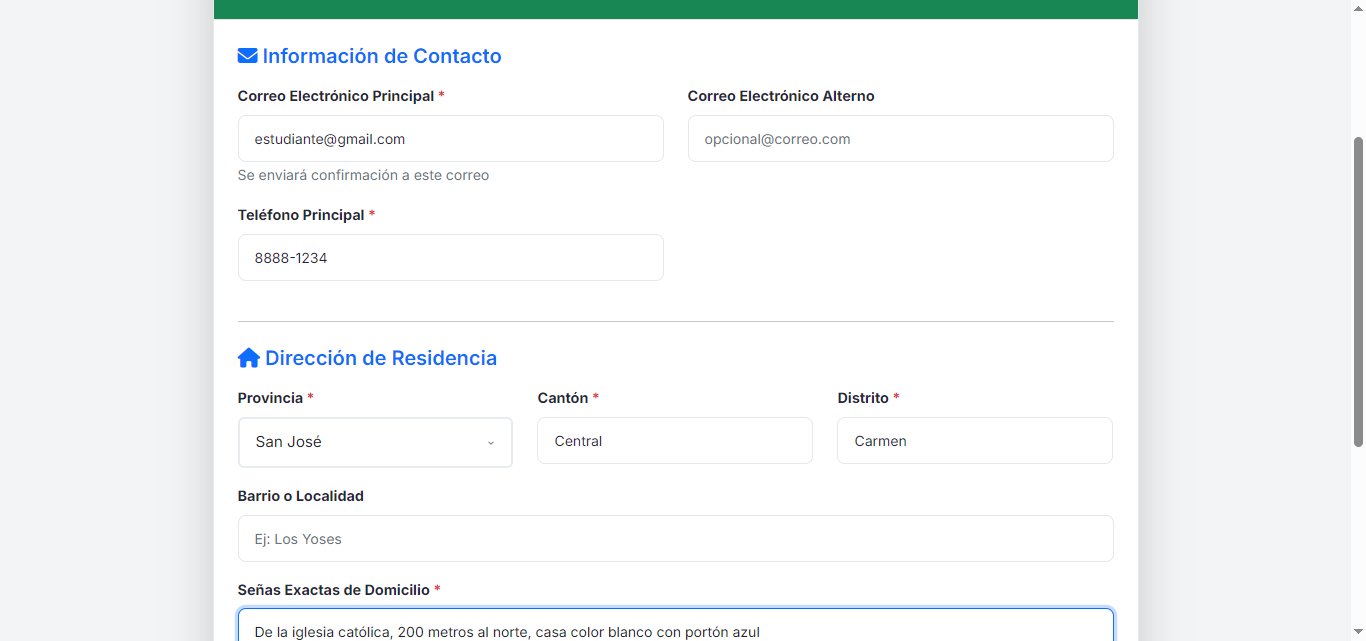 Información de Contacto
Correo Electrónico Principal * Correo Electrónico Alterno
estudiante@gmail.com opcional@correo.com
Se enviará confirmación a este correo
Teléfono Principal *
8888-1234
Dirección de Residencia
Provincia * Cantón * Distrito *
San José Central Carmen
Barrio o Localidad
Ej: Los Yoses
Señas Exactas de Domicilio *
De la iglesia católica, 200 metros al norte, casa color blanco con portón azul